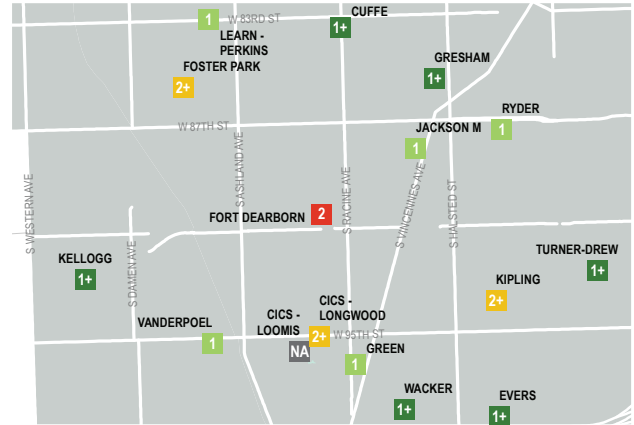 CUFFE
1+
1
W 83RD ST
LEARN -
PERKINS
FOSTER PARK
2+
GRESHAM
1+
RYDER
1
JACKSON M
1
W 87TH ST
S WESTERN AVE
S ASHLAND AVE
S RACINE AVE
S VINCENNES AVE
S HALSTED ST
S DAMEN AVE
FORT DEARBORN
2
KELLOGG
1+
TURNER-DREW
1+
KIPLING
2+
VANDERPOEL
1
CICS -
LOOMIS
NA
CICS -
LONGWOOD
2+
W 95TH ST
GREEN
1
WACKER
1+
EVERS
1+